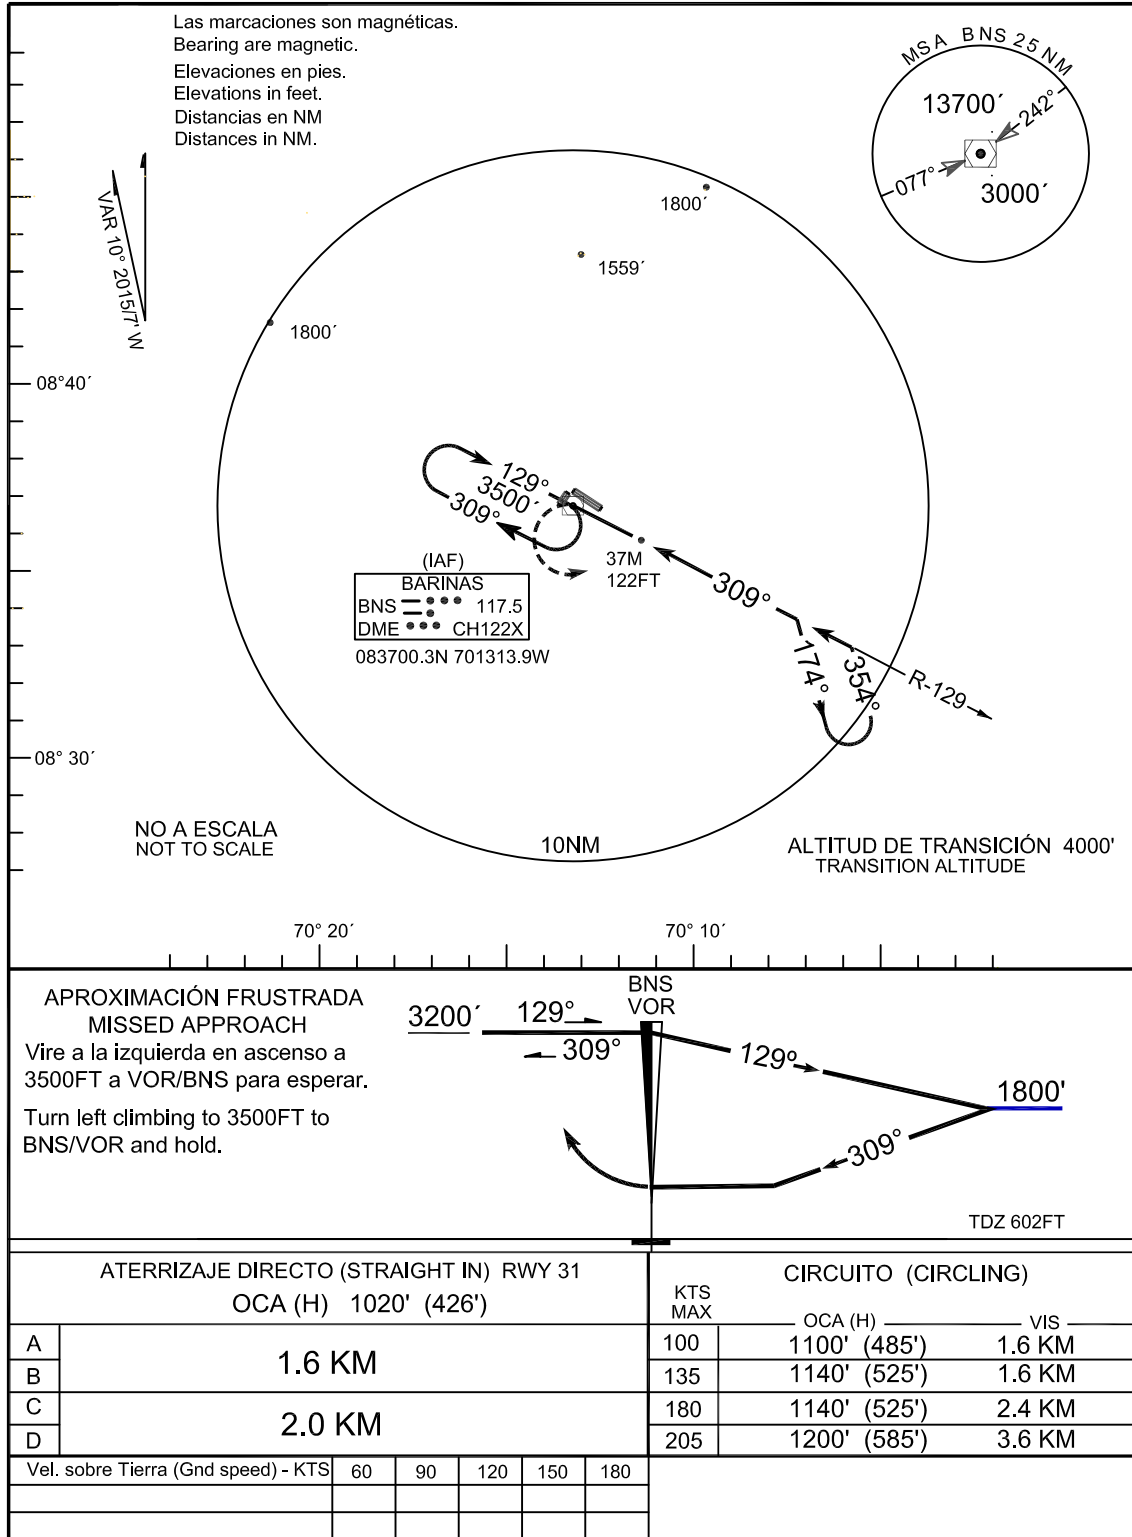 Las marcaciones son magnéticas.
Bearing are magnetic.
Elevaciones en pies.
Elevations in feet.
Distancias en NM
Distances in NM.
MSA BNS 25 NM
13700´
242°
077°
3000´
VAR 10° 2015/7' W
1800´
1559´
1800´
08°40´
129°
3500´
309°
(IAF)
BARINAS
BNS 117.5
DME CH122X
083700.3N 701313.9W
37M
122FT
309°
174°
354°
R-129
08° 30´
NO A ESCALA
NOT TO SCALE
10NM
ALTITUD DE TRANSICIÓN 4000'
TRANSITION ALTITUDE
70° 20´
70° 10´
APROXIMACIÓN FRUSTRADA
MISSED APPROACH
Vire a la izquierda en ascenso a
3500FT a VOR/BNS para esperar.
Turn left climbing to 3500FT to
BNS/VOR and hold.
BNS
VOR
3200´
129°
309°
129º
1800'
309°
TDZ 602FT
ATERRIZAJE DIRECTO (STRAIGHT IN) RWY 31
OCA (H) 1020' (426')
A
B
1.6 KM
C
D
2.0 KM
CIRCUITO (CIRCLING)
KTS
MAX
OCA (H) VIS
100 1100' (485') 1.6 KM
135 1140' (525') 1.6 KM
180 1140' (525') 2.4 KM
205 1200' (585') 3.6 KM
Vel. sobre Tierra (Gnd speed) - KTS 60 90 120 150 180